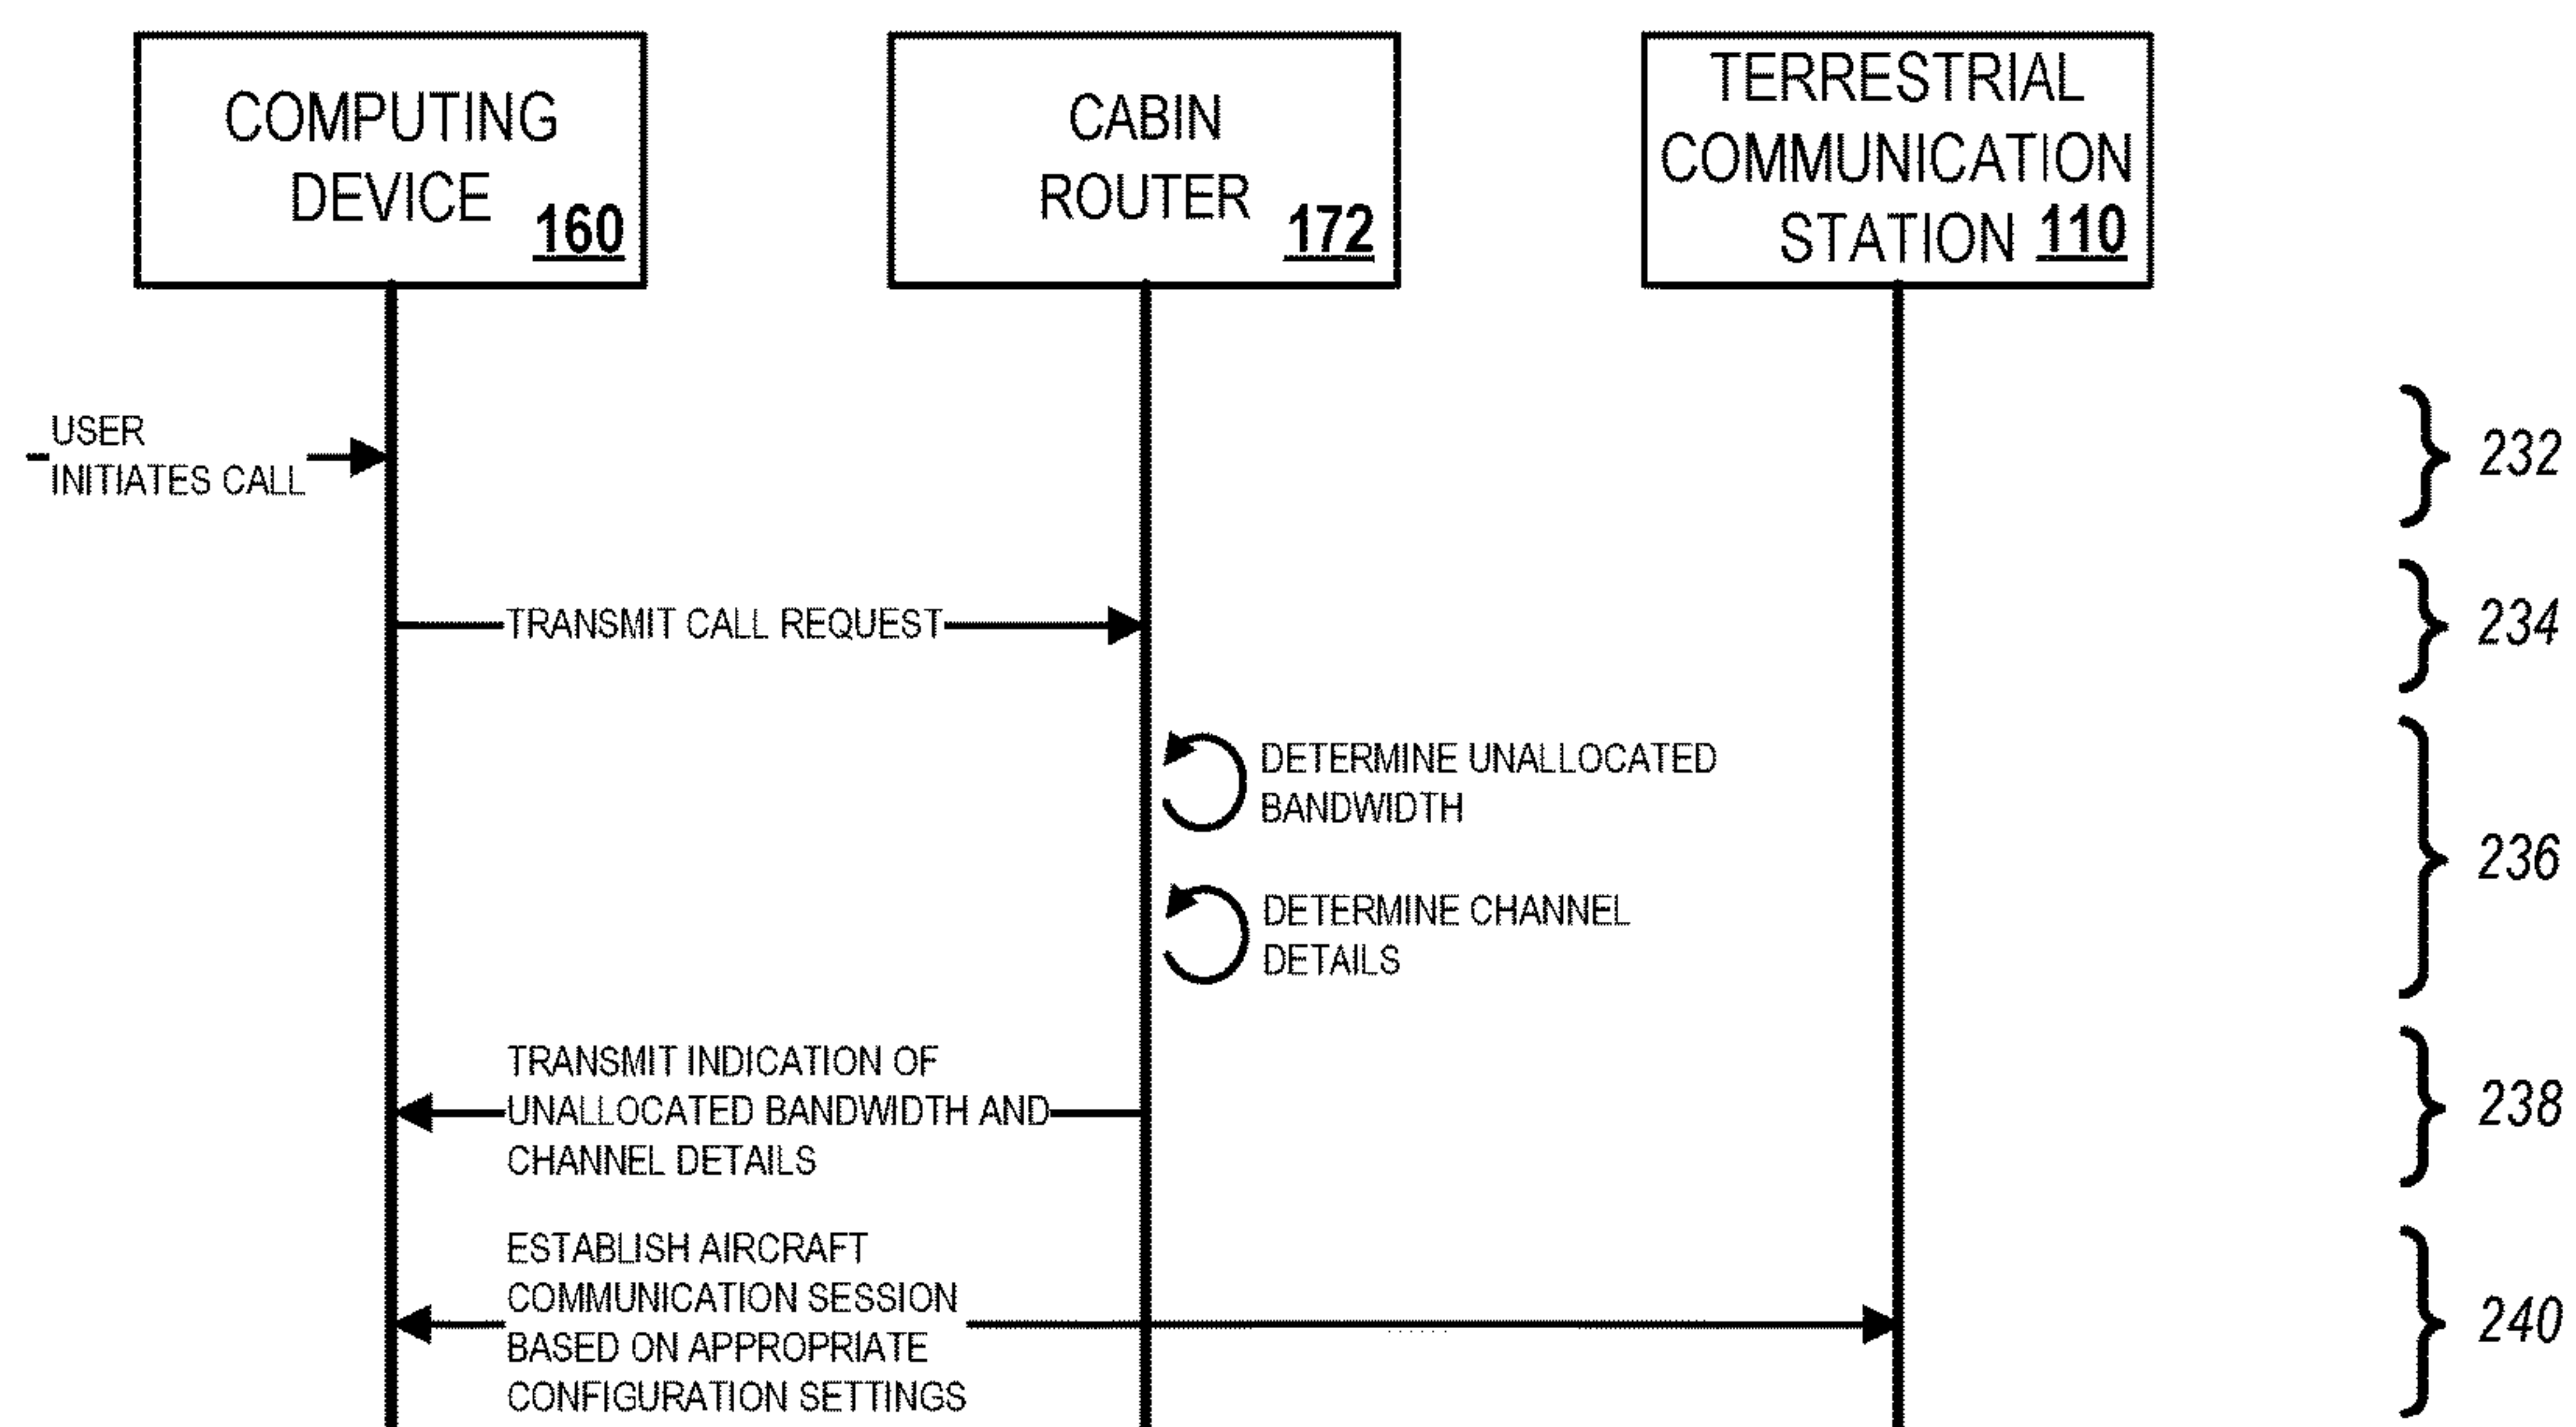 COMPUTING
DEVICE 160
CABIN
ROUTER 172
TERRESTRIAL
COMMUNICATION
STATION 110
USER
INITIATES CALL
232
TRANSMIT CALL REQUEST
234
DETERMINE UNALLOCATED
BANDWIDTH
DETERMINE CHANNEL
DETAILS
236
TRANSMIT INDICATION OF
UNALLOCATED BANDWIDTH AND
CHANNEL DETAILS
238
ESTABLISH AIRCRAFT
COMMUNICATION SESSION
BASED ON APPROPRIATE
CONFIGURATION SETTINGS
240